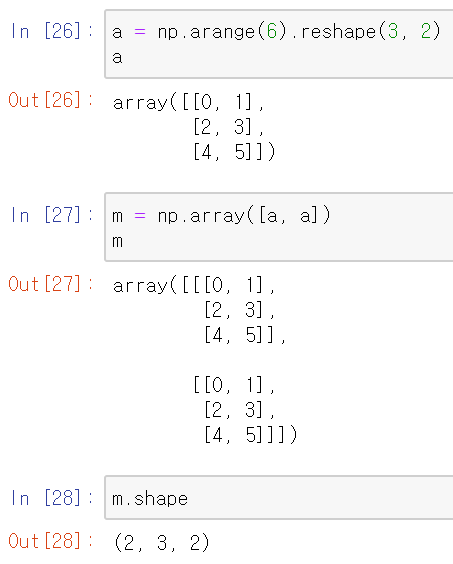 In [26]: a = np.arange(6).reshape(3, 2)
a
Out[26]: array([[0, 1],
[2, 3],
[4, 5]])
In [27]: m = np.array([a, a])
m
Out[27]: array([[[0, 1],
[2, 3],
[4, 5]],
[[0, 1],
[2, 3],
[4, 5]]])
In [28]: m.shape
Out[28]: (2, 3, 2)